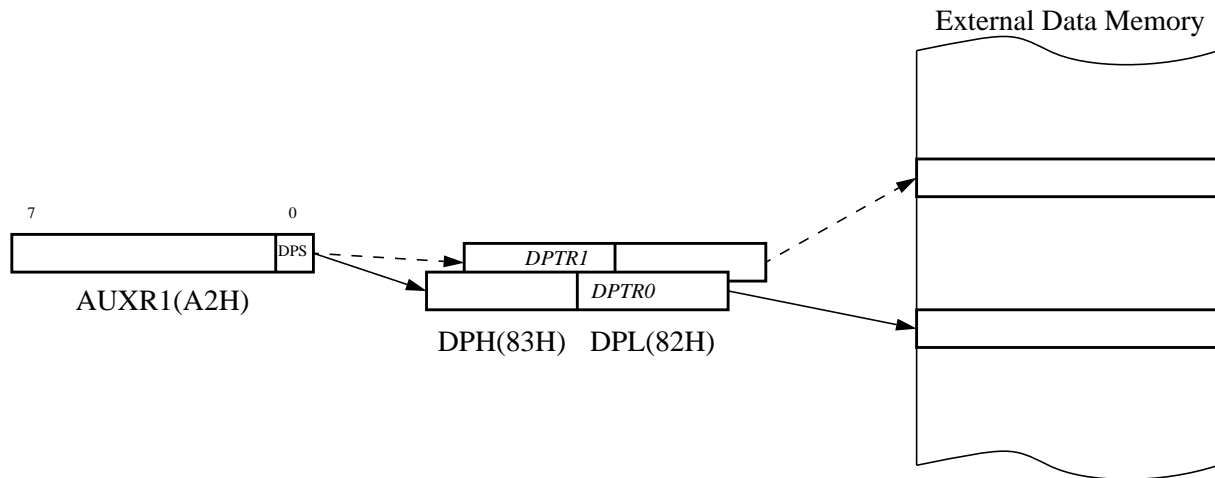 External Data Memory
7
0
DPS
AUXR1(A2H)
DPTR1
DPTR0
DPH(83H) DPL(82H)